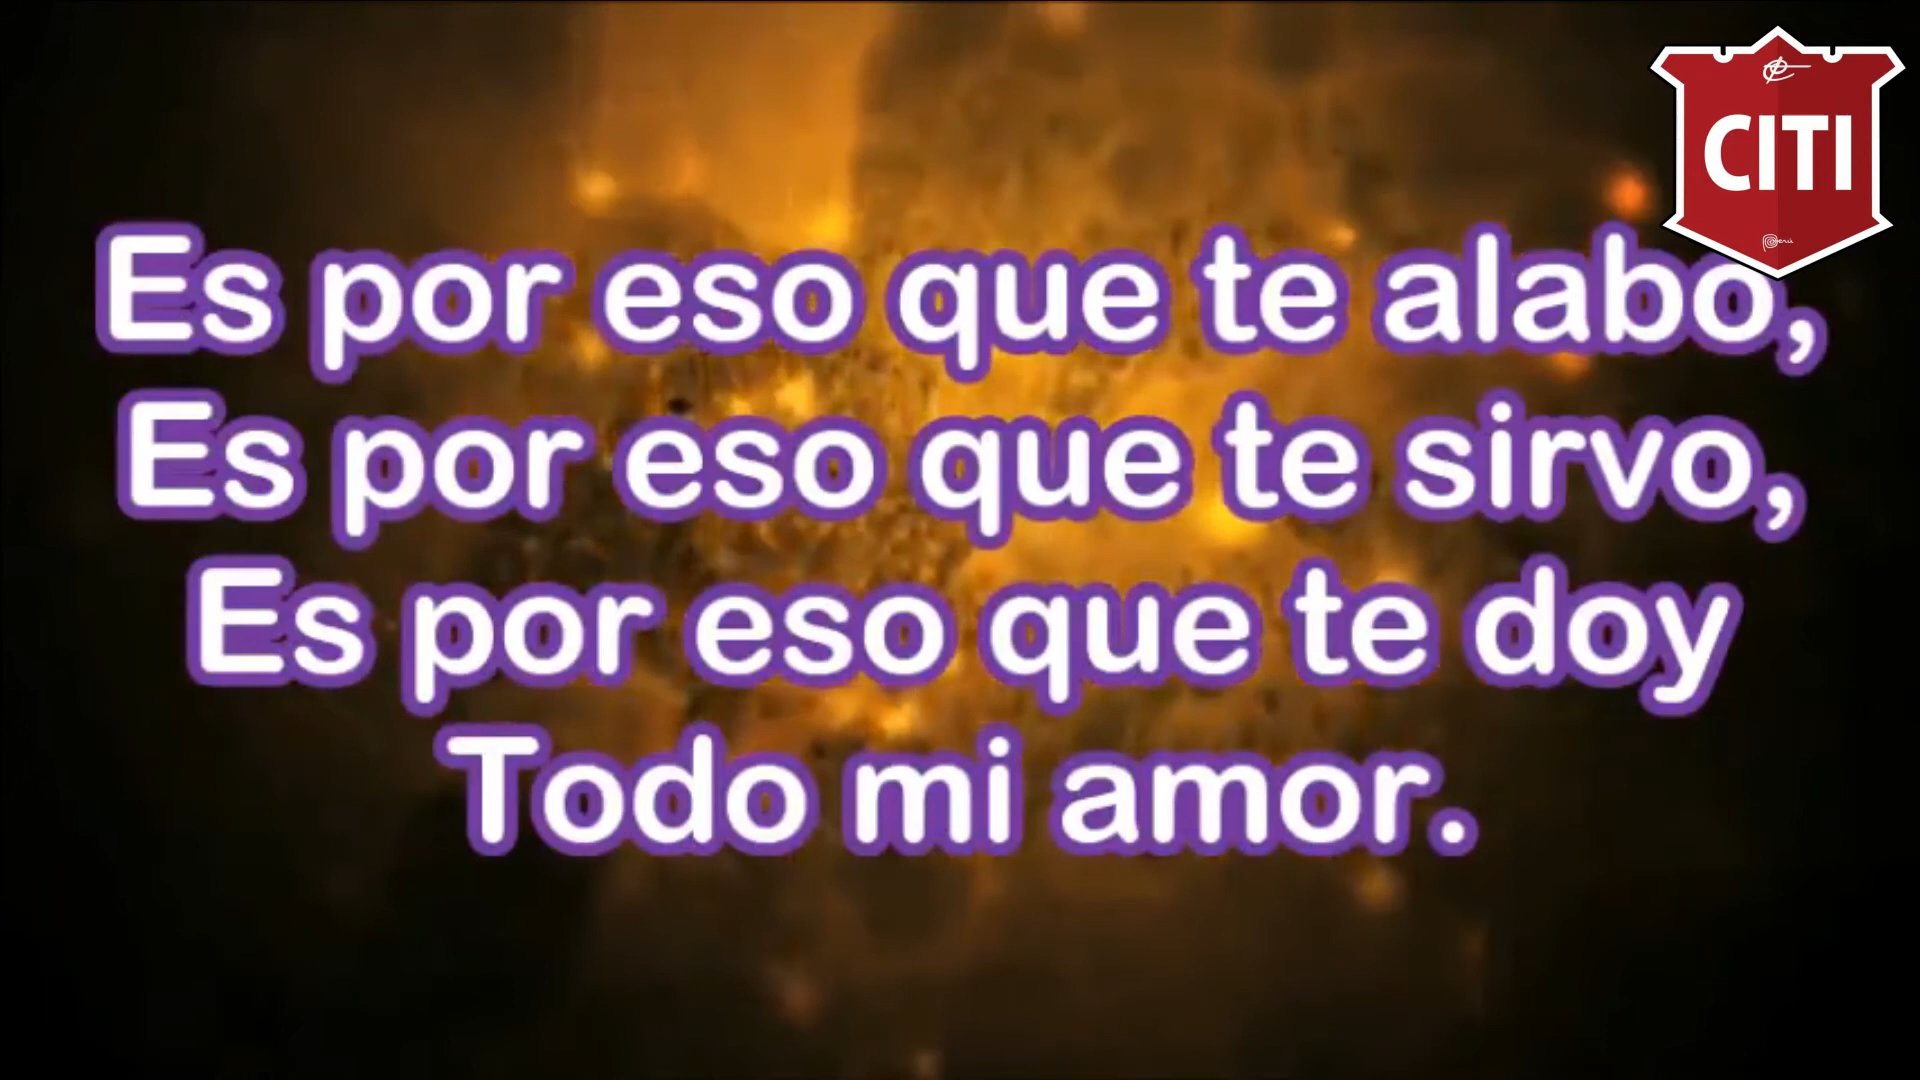 CITI
Perú
Es por eso que te alabo,
Es por eso que te sirvo,
Es por eso que te doy
Todo mi amor.